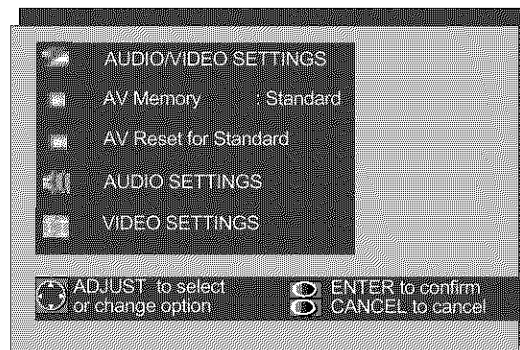 AUDIO/VIDEO SETTINGS
AV Memory : Standard
AV Reset for Standard
AUDIO SETTINGS
VIDEO SETTINGS
ADJUST to select
or change option
ENTER to confirm
CANCEL to cancel